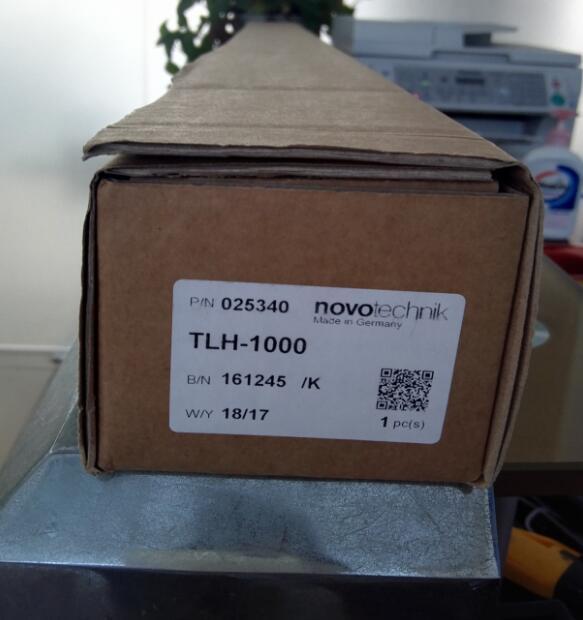 P/N 025340 novotechnik
Made in Germany
TLH-1000
B/N 161245 /K
W/Y 18/17
1 pc(s)